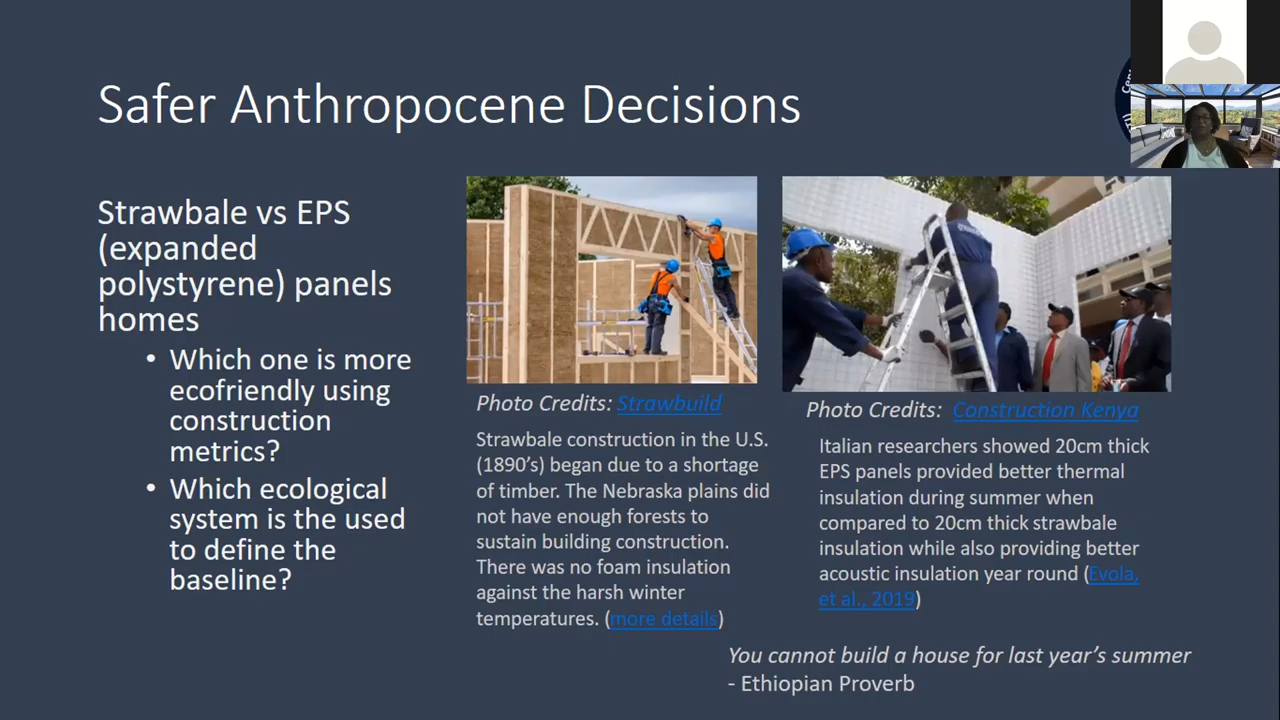 Safer Anthropocene Decisions
Strawbale vs EPS
(expanded
polystyrene) panels
homes
• Which one is more
ecofriendly using
construction
metrics?
• Which ecological
system is the used
to define the
baseline?
Photo Credits: Strawbuild
Strawbale construction in the U.S.
(1890’s) began due to a shortage
of timber. The Nebraska plains did
not have enough forests to
sustain building construction.
There was no foam insulation
against the harsh winter
temperatures. (more details)
Photo Credits: Construction Kenya
Italian researchers showed 20cm thick
EPS panels provided better thermal
insulation during summer when
compared to 20cm thick strawbale
insulation while also providing better
acoustic insulation year round (Evola,
et al., 2019)
You cannot build a house for last year’s summer
- Ethiopian Proverb